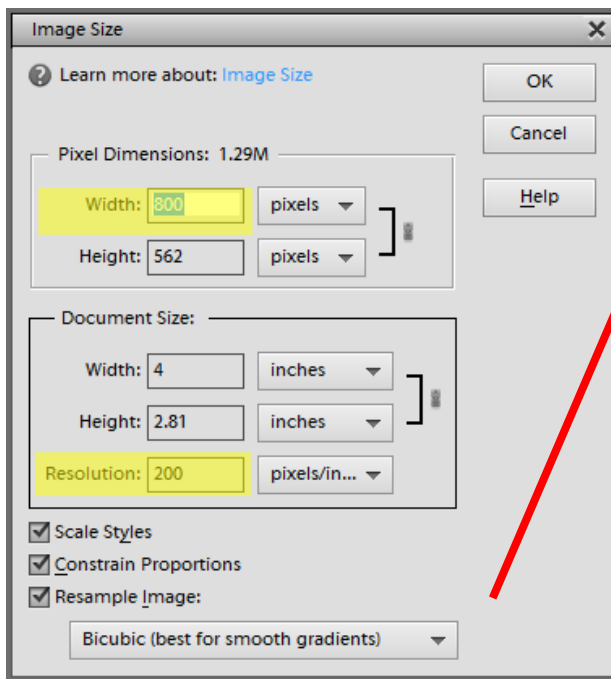 Image Size
Learn more about: Image Size
OK
Cancel
Help
Pixel Dimensions: 1.29M
Width: 800 pixels
Height: 562 pixels
Document Size:
Width: 4 inches
Height: 2.81 inches
Resolution: 200 pixels/in...
Scale Styles
Constrain Proportions
Resample Image:
Bicubic (best for smooth gradients)